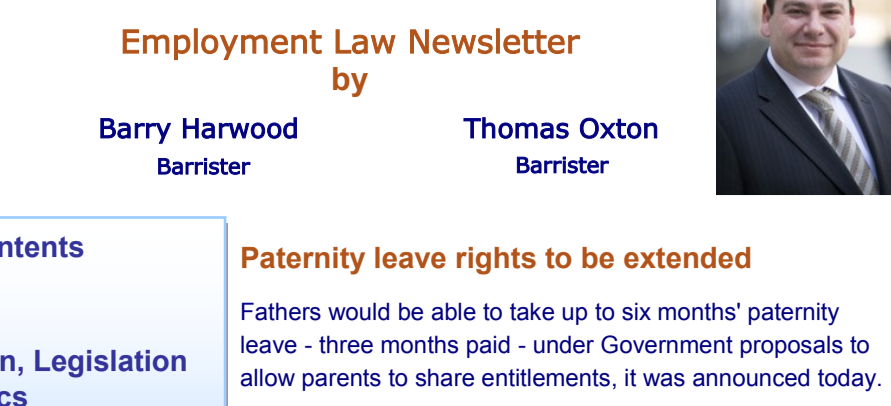 Employment Law Newsletter
by
Barry Harwood
Thomas Oxton
Barrister
Barrister
Paternity leave rights to be extended
Fathers would be able to take up to six months' paternity
leave - three months paid - under Government proposals to
allow parents to share entitlements, it was announced today.
ntents
n, Legislation
cs